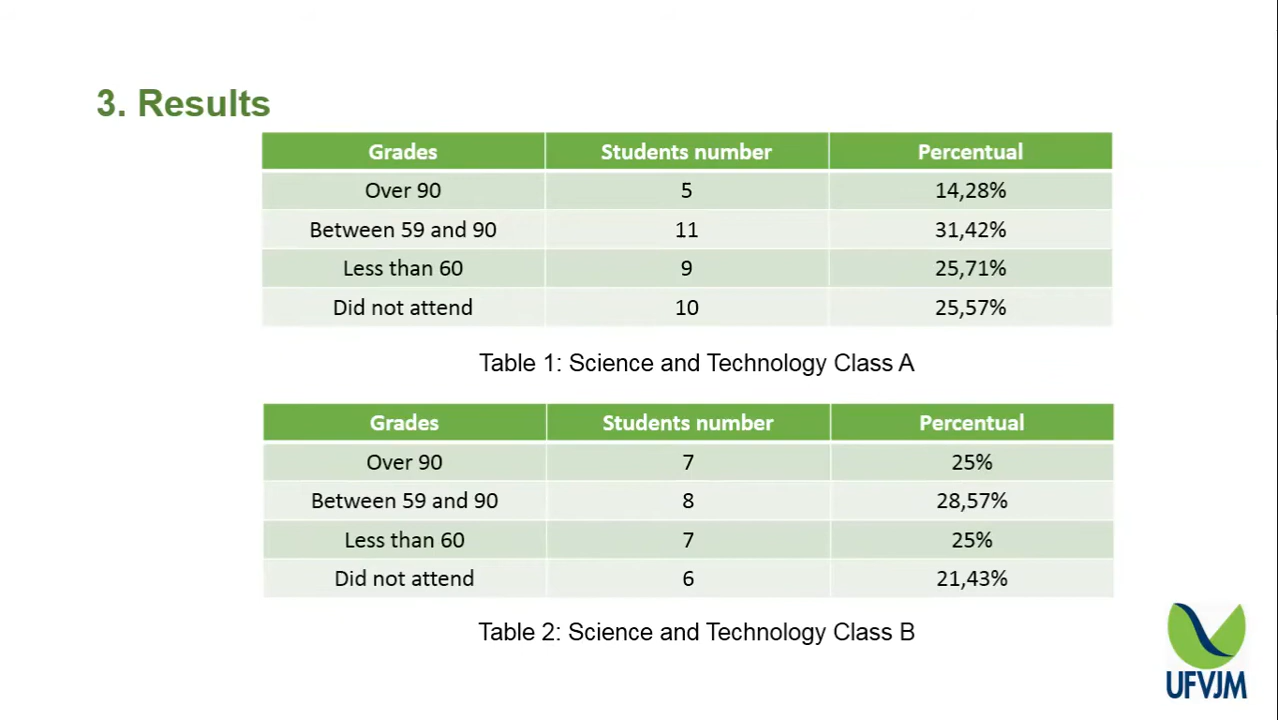 3. Results
Grades Students number Percentual
Over 90 5 14,28%
Between 59 and 90 11 31,42%
Less than 60 9 25,71%
Did not attend 10 25,57%
Table 1: Science and Technology Class A
Grades Students number Percentual
Over 90 7 25%
Between 59 and 90 8 28,57%
Less than 60 7 25%
Did not attend 6 21,43%
Table 2: Science and Technology Class B
UFVJM